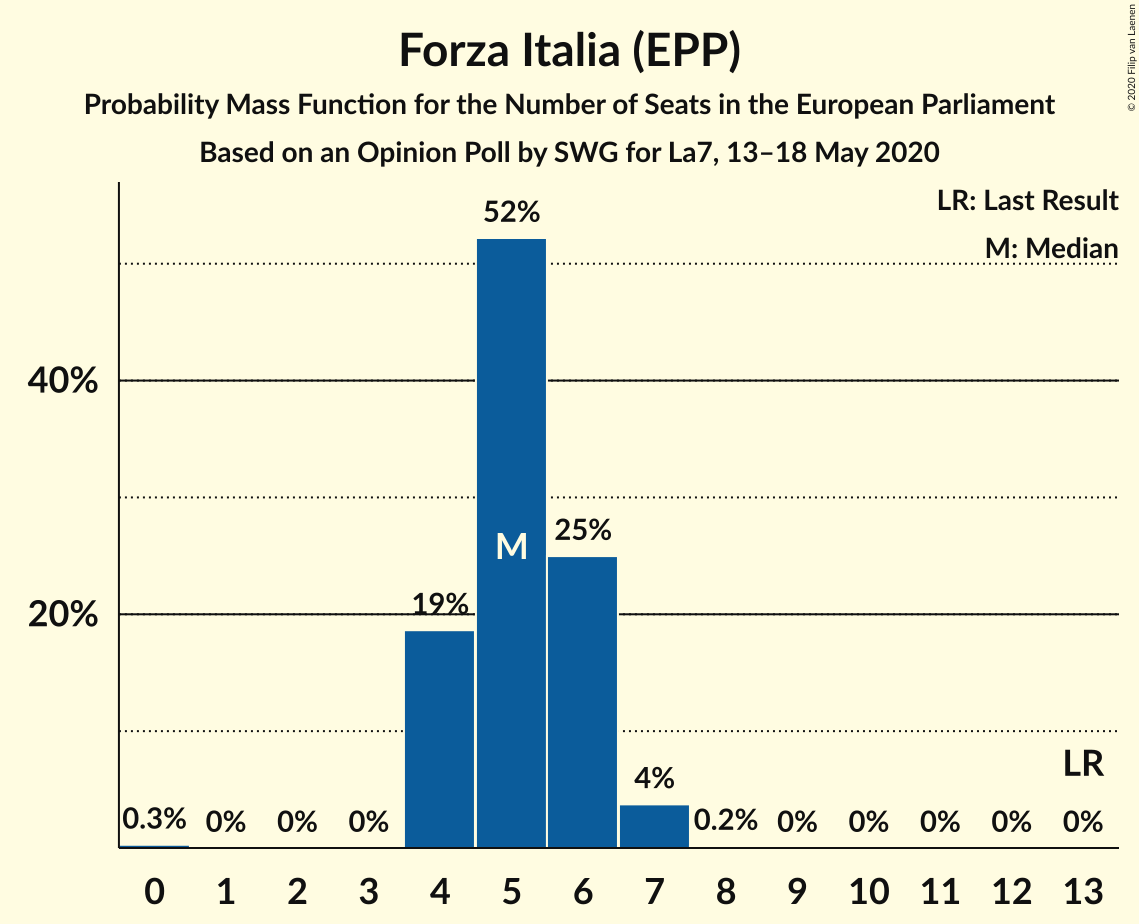 Forza Italia (EPP)
Probability Mass Function for the Number of Seats in the European Parliament
Based on an Opinion Poll by SWG for La7, 13–18 May 2020
© 2020 Filip van Laenen
LR: Last Result
M: Median
52%
40%
M
25%
20%
19%
LR
4%
0.3% 0% 0% 0% 0.2% 0% 0% 0% 0% 0%
0 1 2 3 4 5 6 7 8 9 10 11 12 13